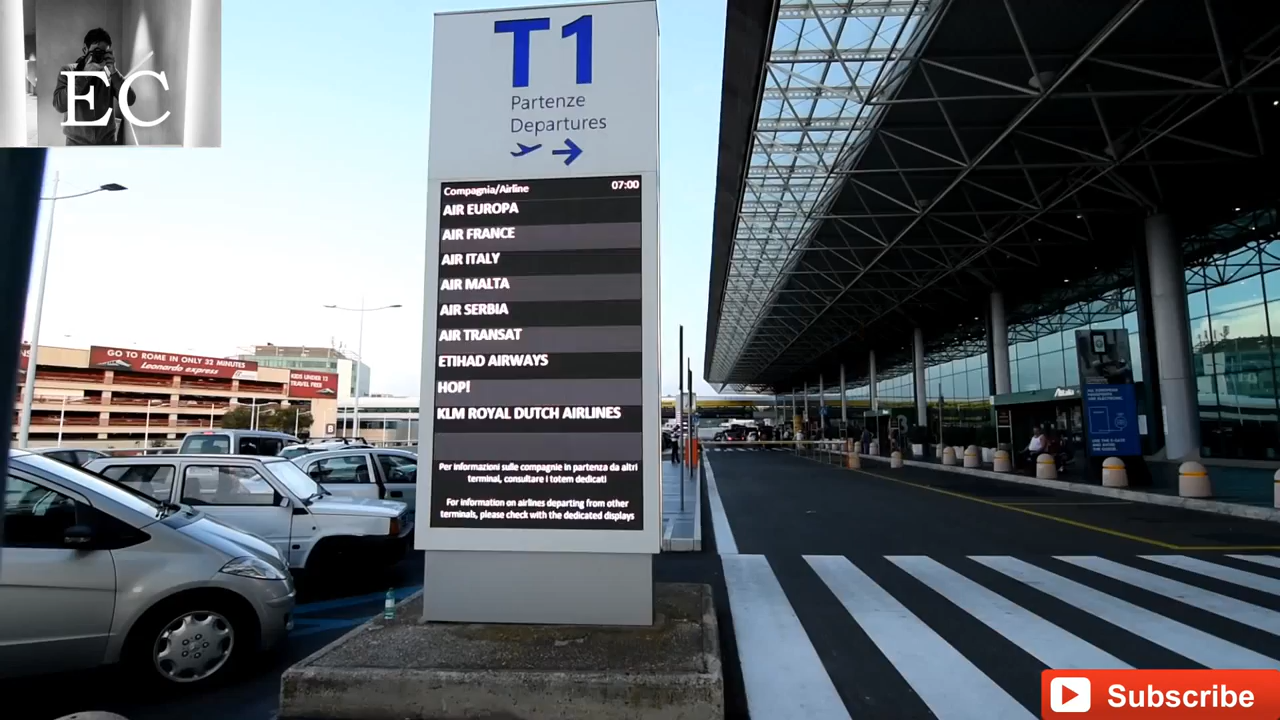 EC
T1
Partenze
Departures
Compagnia/Airline 07:00
AIR EUROPA
AIR FRANCE
AIR ITALY
AIR MALTA
AIR SERBIA
AIR TRANSAT
ETIHAD AIRWAYS
HOP!
KLM ROYAL DUTCH AIRLINES
Per informazioni sulle compagnie in partenza da altri
terminal, consultare i totem dedicati
For information on airlines departing from other
terminals, please check with the dedicated displays
GO TO ROME IN ONLY 32 MINUTES
Leonardo express
KIDS UNDER 12
TRAVEL FREE
Subscribe